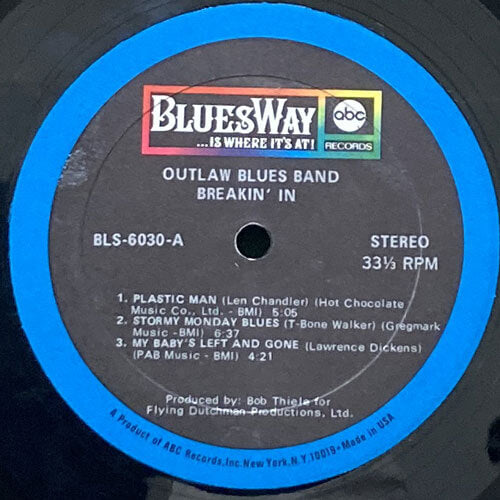 BLUESWAY
...IS WHERE IT'S AT!
abc
RECORDS
OUTLAW BLUES BAND
BREAKIN' IN
BLS-6030-A
STEREO
33⅓ RPM
1. PLASTIC MAN (Len Chandler) (Hot Chocolate
Music Co., Ltd. - BMI) 5:05
2. STORMY MONDAY BLUES (T-Bone Walker) (Gregmark
Music -BMI) 6:37
3. MY BABY'S LEFT AND GONE (Lawrence Dickens)
(PAB Music - BMI) 4:21
Produced by: Bob Thiele for
Flying Dutchman Productions, Ltd.
A Product of ABC Records, Inc. New York, N.Y. 10019 • Made in USA